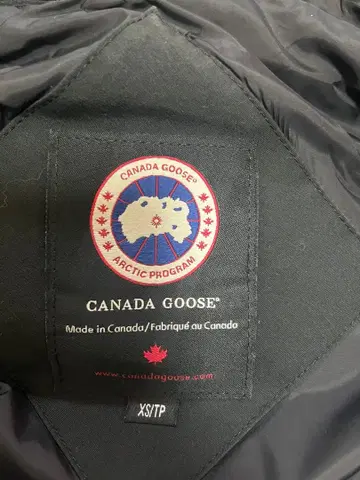 CANADA GOOSE®
ARCTIC PROGRAM
CANADA GOOSE®
Made in Canada/Fabriqué au Canada
www.canadagoose.com
XS/TP